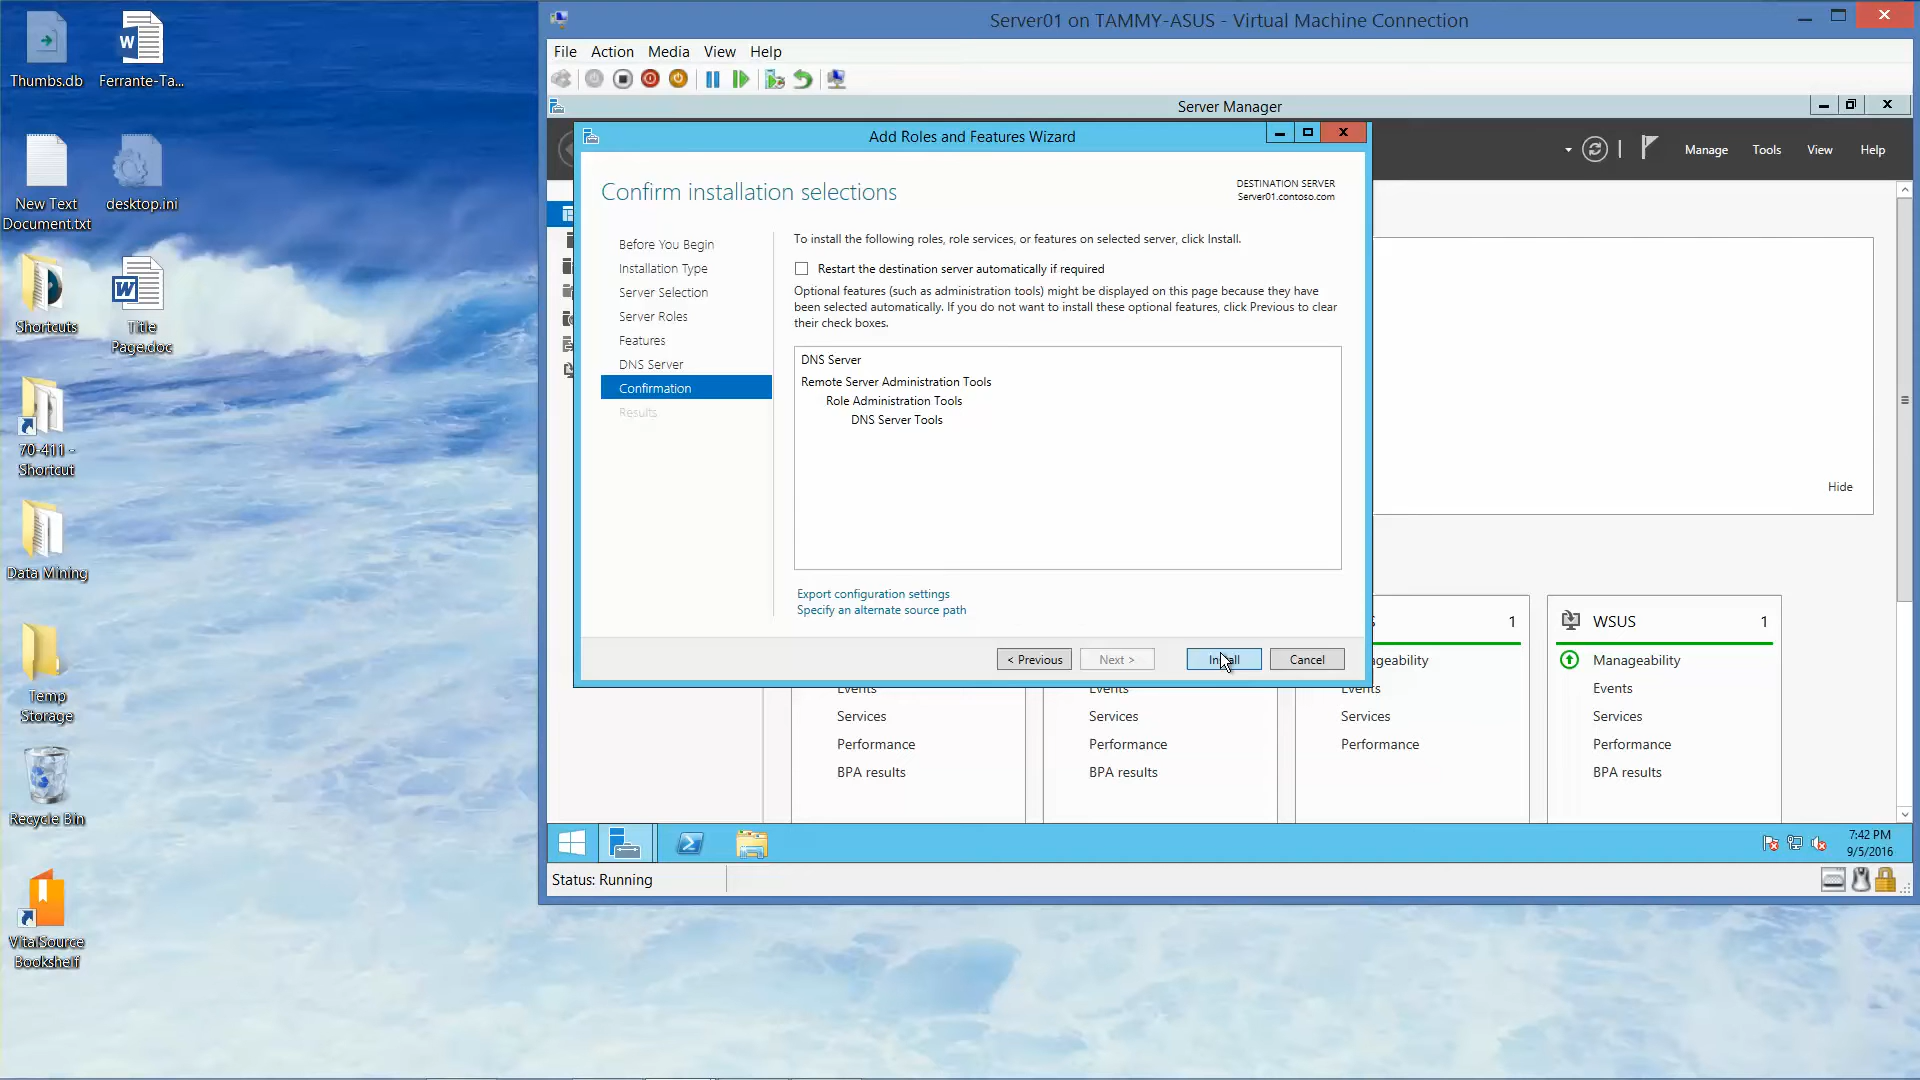 Thumbs.db
Ferrante-Ta...
New Text
Document.txt
desktop.ini
Shortcuts
Title
Page.doc
70-411 -
Shortcut
Data Mining
Temp
Storage
Recycle Bin
VitalSource
Bookshelf
Server01 on TAMMY-ASUS - Virtual Machine Connection
File Action Media View Help
Server Manager
Manage Tools View Help
Add Roles and Features Wizard
Confirm installation selections
DESTINATION SERVER
Server01.contoso.com
Before You Begin
Installation Type
Server Selection
Server Roles
Features
DNS Server
Confirmation
Results
To install the following roles, role services, or features on selected server, click Install.
Restart the destination server automatically if required
Optional features (such as administration tools) might be displayed on this page because they have
been selected automatically. If you do not want to install these optional features, click Previous to clear
their check boxes.
DNS Server
Remote Server Administration Tools
Role Administration Tools
DNS Server Tools
Export configuration settings
Specify an alternate source path
< Previous
Next >
Install
Cancel
Hide
1
WSUS 1
Manageability
Events
Services
Performance
BPA results
Events
Services
Performance
BPA results
Events
Services
Performance
Events
Services
Performance
BPA results
7:42 PM
9/5/2016
Status: Running